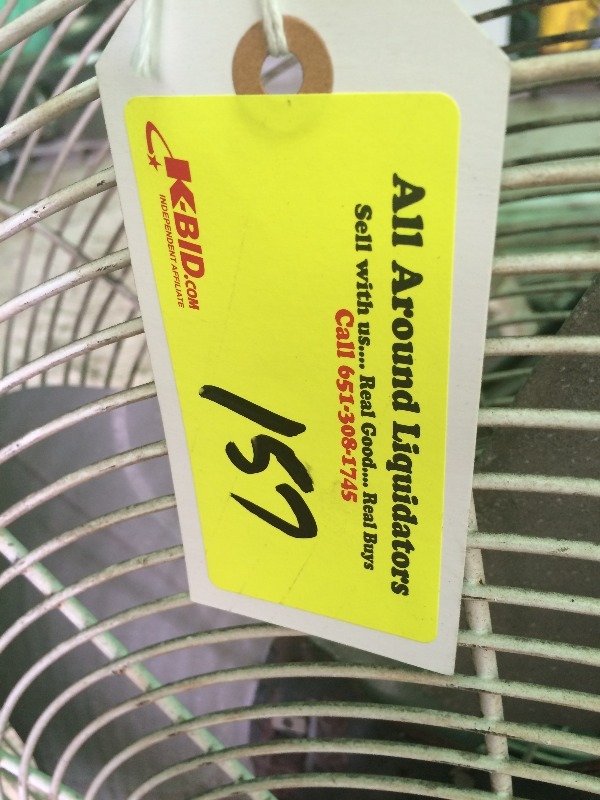 All Around Liquidators
Sell with us.... Real Good.... Real Buys
Call 651-308-1745
157
K-BID.COM
INDEPENDENT AFFILIATE